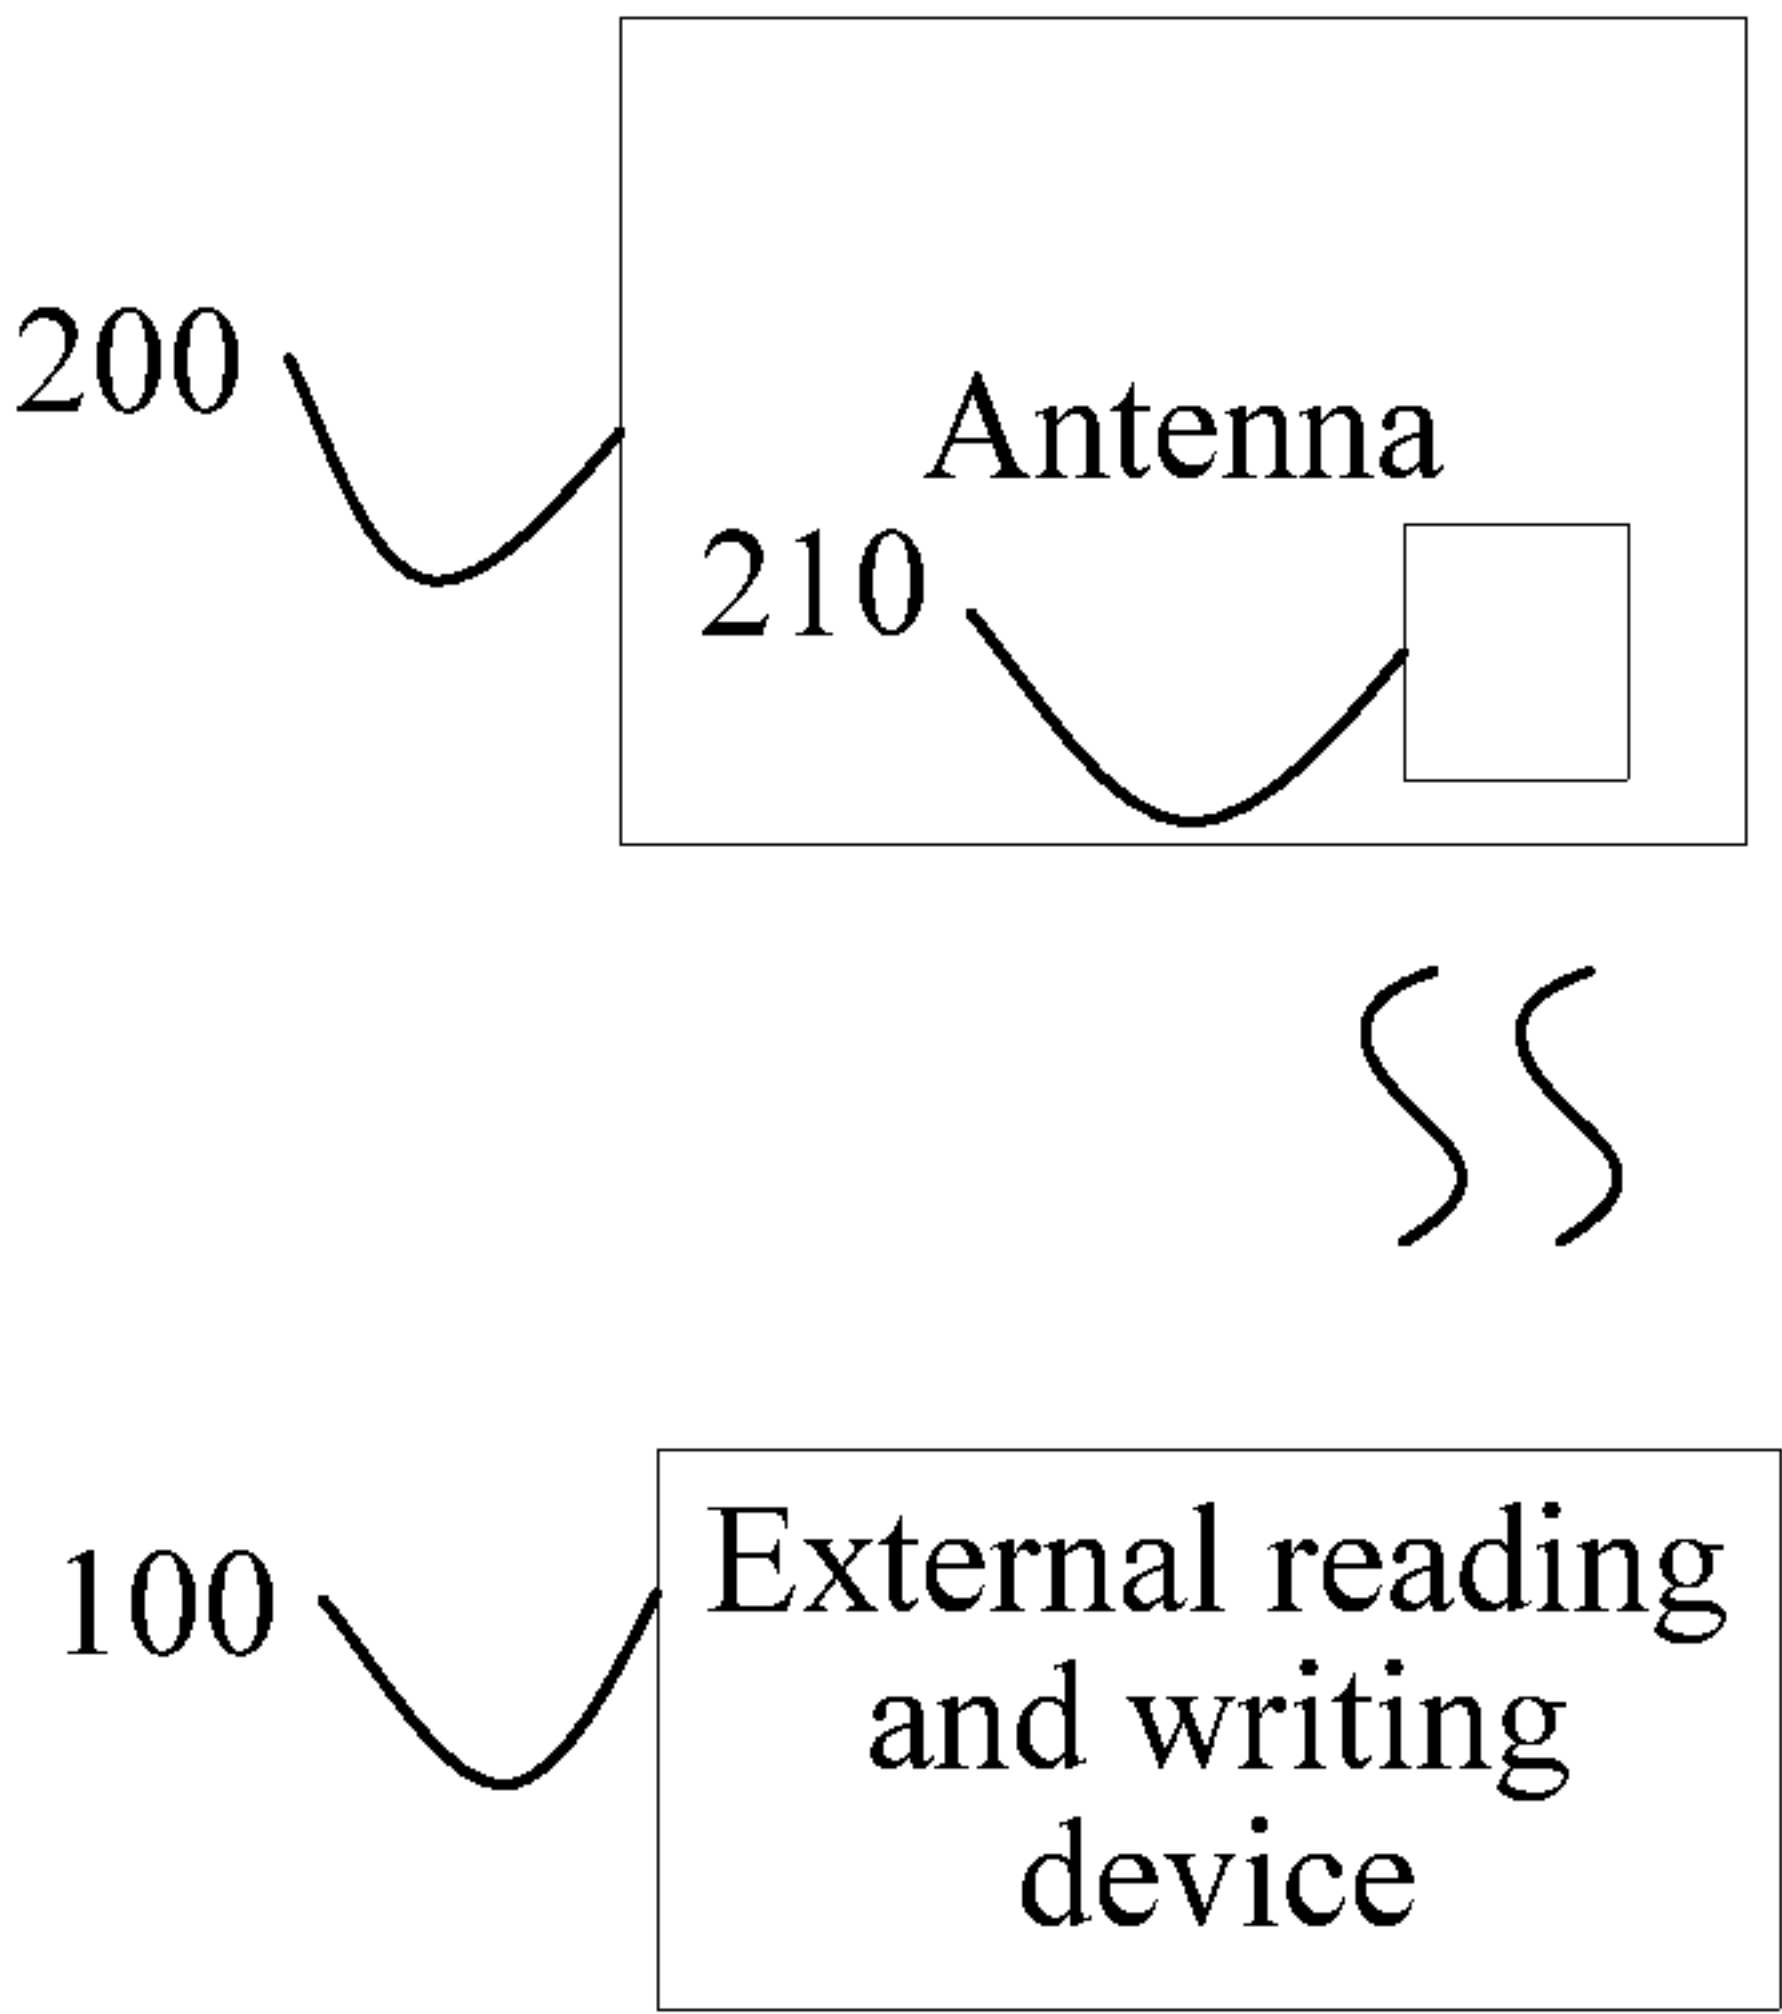 200
Antenna
210
100
External reading
and writing
device